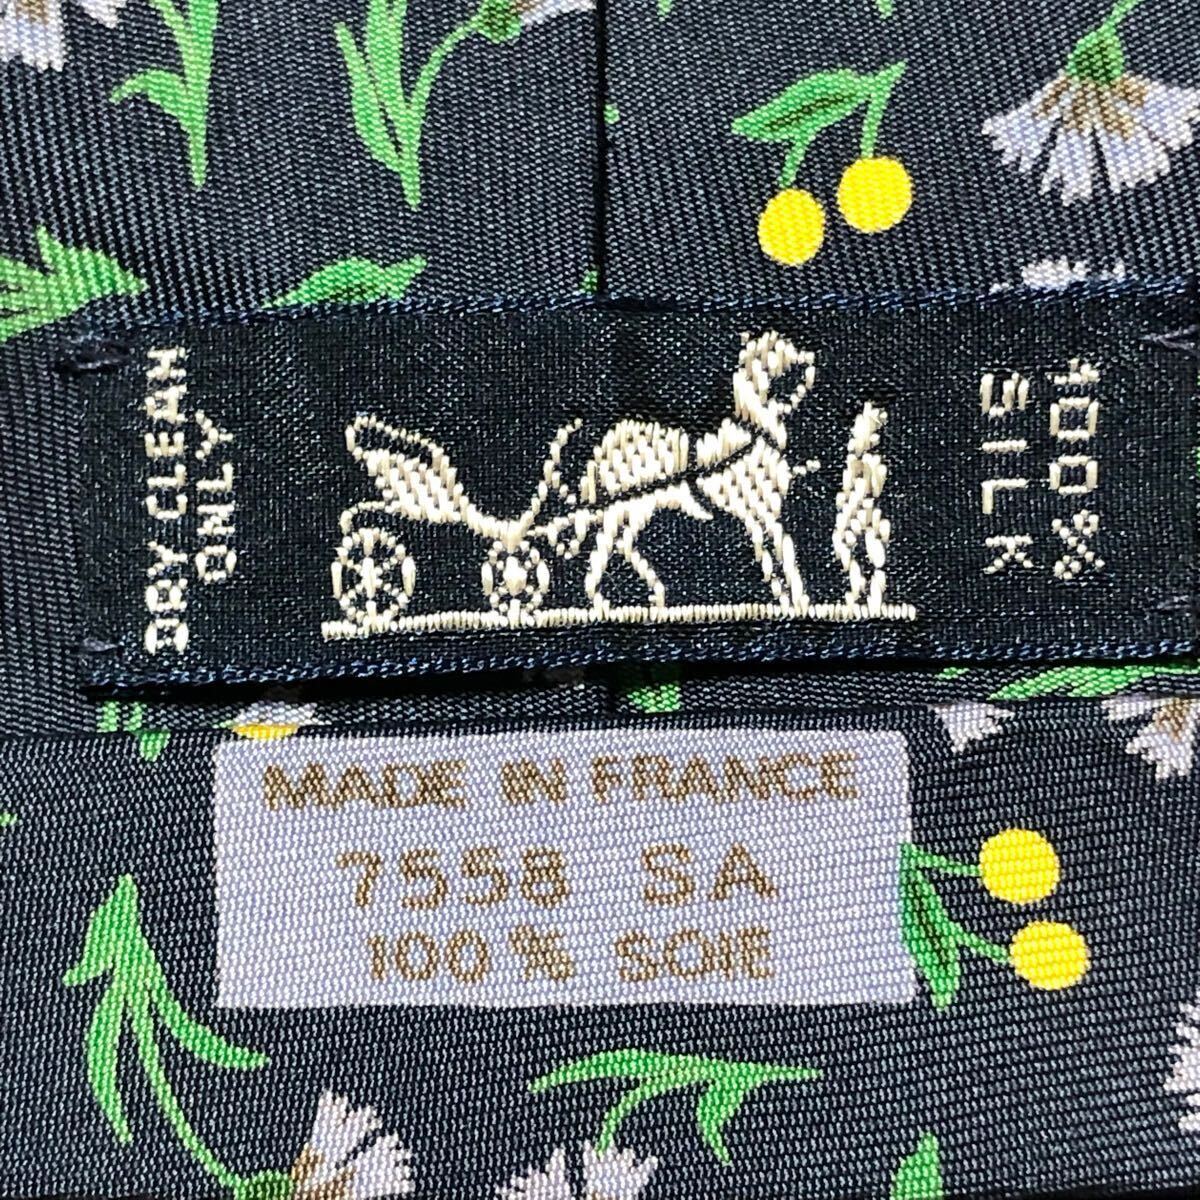 DRY CLEAN
ONLY
100%
SILK
MADE IN FRANCE
7558 SA
100% SOIE